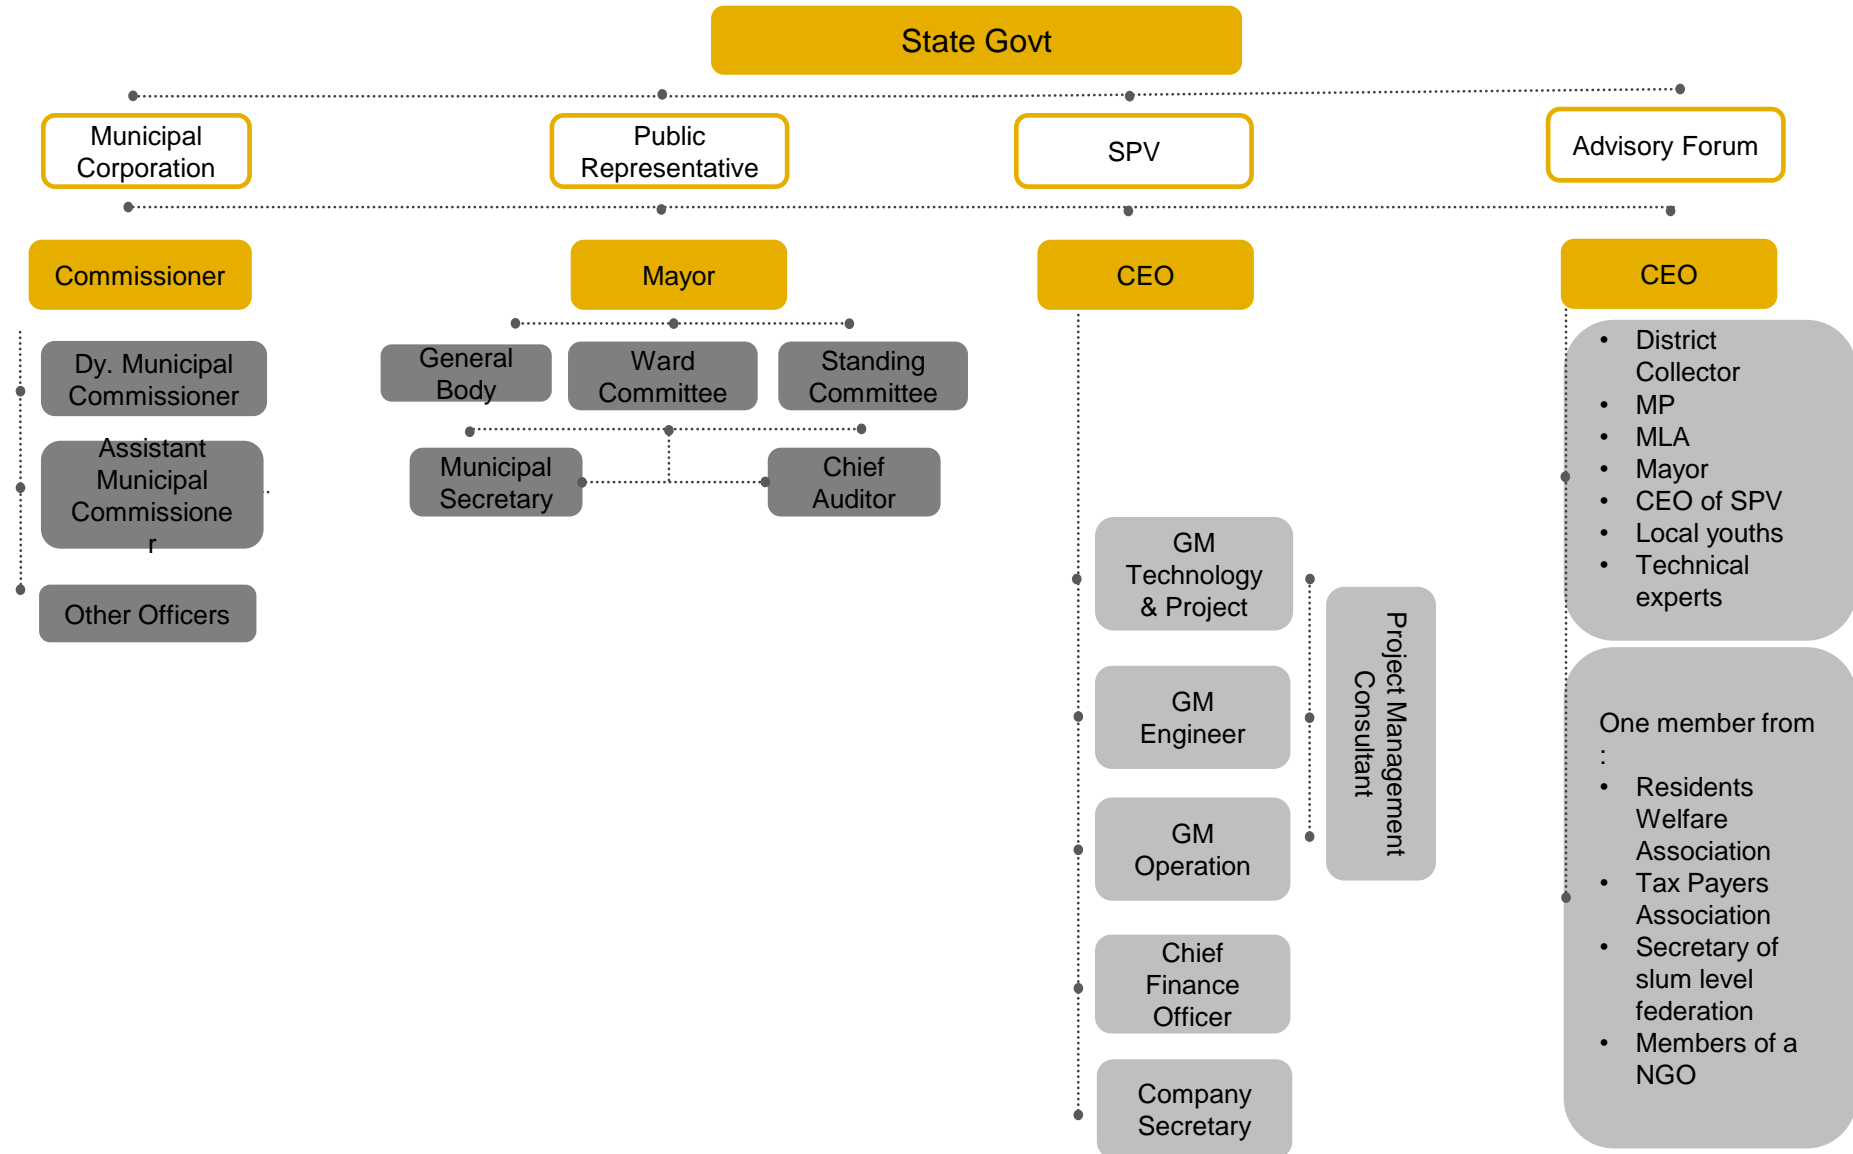 State Govt
Municipal
Corporation
Public
Representative
SPV
Advisory Forum
Commissioner
Mayor
CEO
CEO
Dy. Municipal
Commissioner
Assistant
Municipal
Commissione
r
Other Officers
General
Body
Ward
Committee
Standing
Committee
Municipal
Secretary
Chief
Auditor
GM
Technology
& Project
GM
Engineer
GM
Operation
Chief
Finance
Officer
Company
Secretary
Project Management
Consultant
• District
Collector
• MP
• MLA
• Mayor
• CEO of SPV
• Local youths
• Technical
experts
One member from
:
• Residents
Welfare
Association
• Tax Payers
Association
• Secretary of
slum level
federation
• Members of a
NGO